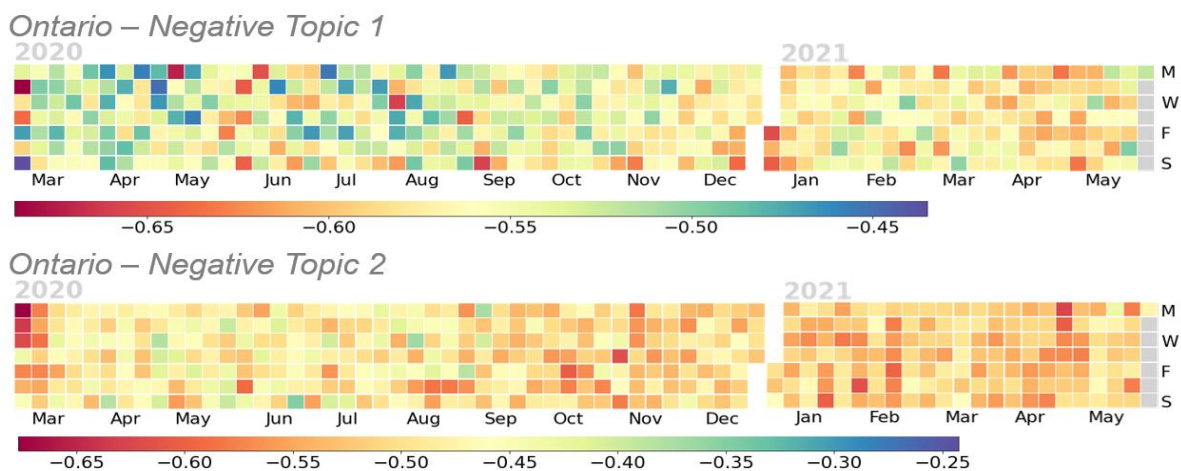 Ontario – Negative Topic 1
2020 2021
M
W
F
S
Mar Apr May Jun Jul Aug Sep Oct Nov Dec Jan Feb Mar Apr May
−0.65 −0.60 −0.55 −0.50 −0.45
Ontario – Negative Topic 2
2020 2021
M
W
F
S
Mar Apr May Jun Jul Aug Sep Oct Nov Dec Jan Feb Mar Apr May
−0.65 −0.60 −0.55 −0.50 −0.45 −0.40 −0.35 −0.30 −0.25